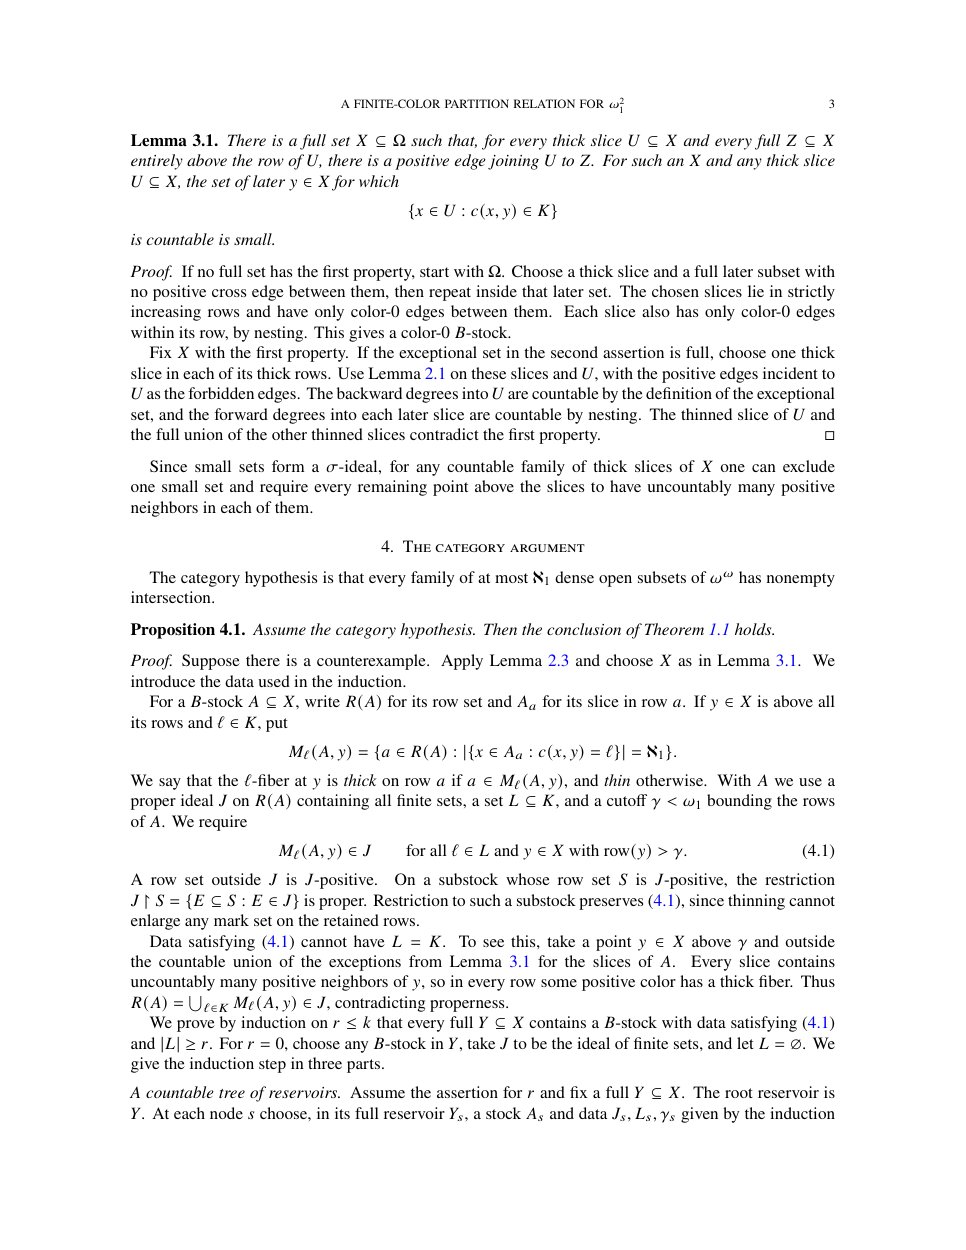 A FINITE-COLOR PARTITION RELATION FOR ω₁² 3
Lemma 3.1. There is a full set X ⊆ Ω such that, for every thick slice U ⊆ X and every full Z ⊆ X
entirely above the row of U, there is a positive edge joining U to Z. For such an X and any thick slice
U ⊆ X, the set of later y ∈ X for which
{x ∈ U : c(x, y) ∈ K}
is countable is small.
Proof. If no full set has the first property, start with Ω. Choose a thick slice and a full later subset with
no positive cross edge between them, then repeat inside that later set. The chosen slices lie in strictly
increasing rows and have only color-0 edges between them. Each slice also has only color-0 edges
within its row, by nesting. This gives a color-0 B-stock.
Fix X with the first property. If the exceptional set in the second assertion is full, choose one thick
slice in each of its thick rows. Use Lemma 2.1 on these slices and U, with the positive edges incident to
U as the forbidden edges. The backward degrees into U are countable by the definition of the exceptional
set, and the forward degrees into each later slice are countable by nesting. The thinned slice of U and
the full union of the other thinned slices contradict the first property. □
Since small sets form a σ-ideal, for any countable family of thick slices of X one can exclude
one small set and require every remaining point above the slices to have uncountably many positive
neighbors in each of them.
4. The category argument
The category hypothesis is that every family of at most ℵ₁ dense open subsets of ω^ω has nonempty
intersection.
Proposition 4.1. Assume the category hypothesis. Then the conclusion of Theorem 1.1 holds.
Proof. Suppose there is a counterexample. Apply Lemma 2.3 and choose X as in Lemma 3.1. We
introduce the data used in the induction.
For a B-stock A ⊆ X, write R(A) for its row set and A_a for its slice in row a. If y ∈ X is above all
its rows and ℓ ∈ K, put
M_ℓ(A, y) = {a ∈ R(A) : |{x ∈ A_a : c(x, y) = ℓ}| = ℵ₁}.
We say that the ℓ-fiber at y is thick on row a if a ∈ M_ℓ(A, y), and thin otherwise. With A we use a
proper ideal J on R(A) containing all finite sets, a set L ⊆ K, and a cutoff γ < ω₁ bounding the rows
of A. We require
M_ℓ(A, y) ∈ J for all ℓ ∈ L and y ∈ X with row(y) > γ. (4.1)
A row set outside J is J-positive. On a substock whose row set S is J-positive, the restriction
J ↾ S = {E ⊆ S : E ∈ J} is proper. Restriction to such a substock preserves (4.1), since thinning cannot
enlarge any mark set on the retained rows.
Data satisfying (4.1) cannot have L = K. To see this, take a point y ∈ X above γ and outside
the countable union of the exceptions from Lemma 3.1 for the slices of A. Every slice contains
uncountably many positive neighbors of y, so in every row some positive color has a thick fiber. Thus
R(A) = ⋃_{ℓ∈K} M_ℓ(A, y) ∈ J, contradicting properness.
We prove by induction on r ≤ k that every full Y ⊆ X contains a B-stock with data satisfying (4.1)
and |L| ≥ r. For r = 0, choose any B-stock in Y, take J to be the ideal of finite sets, and let L = ∅. We
give the induction step in three parts.
A countable tree of reservoirs. Assume the assertion for r and fix a full Y ⊆ X. The root reservoir is
Y. At each node s choose, in its full reservoir Y_s, a stock A_s and data J_s, L_s, γ_s given by the induction